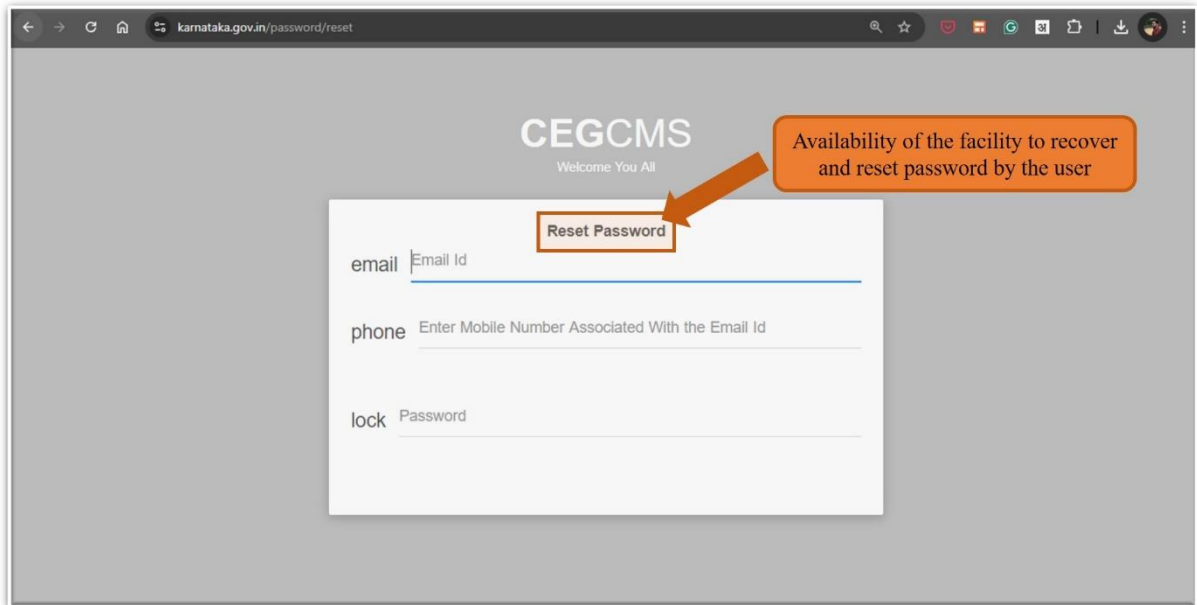 karnataka.gov.in/password/reset
CEGCMS
Welcome You All
Availability of the facility to recover
and reset password by the user
Reset Password
email Email Id
phone Enter Mobile Number Associated With the Email Id
lock Password